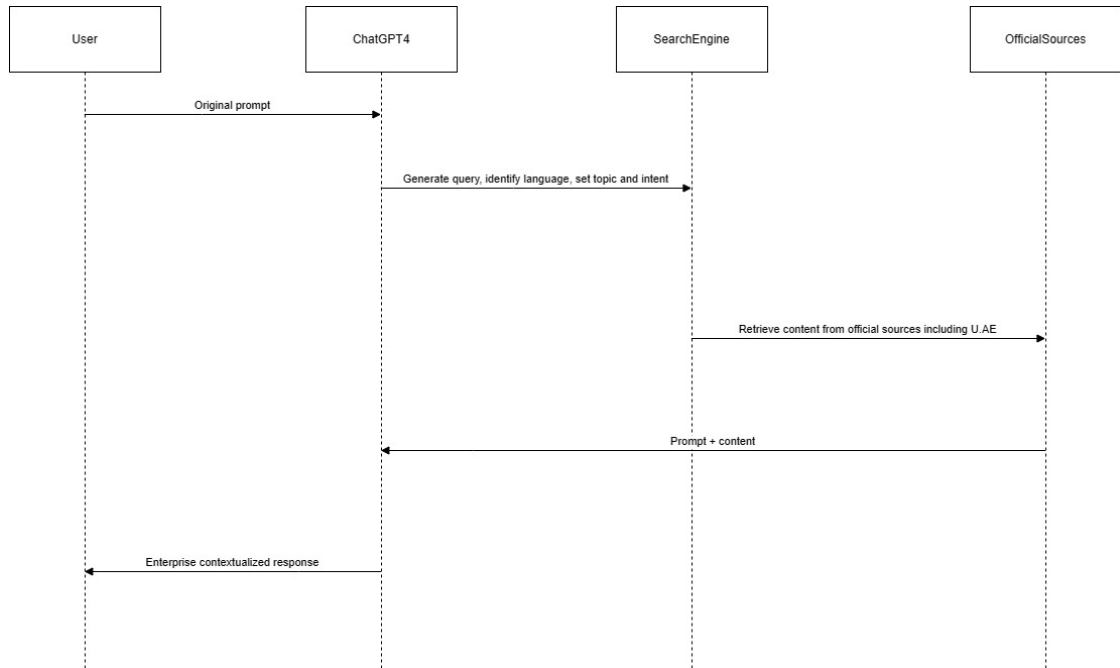 User
ChatGPT4
SearchEngine
OfficialSources
Original prompt
Generate query, identify language, set topic and intent
Retrieve content from official sources including U.AE
Prompt + content
Enterprise contextualized response